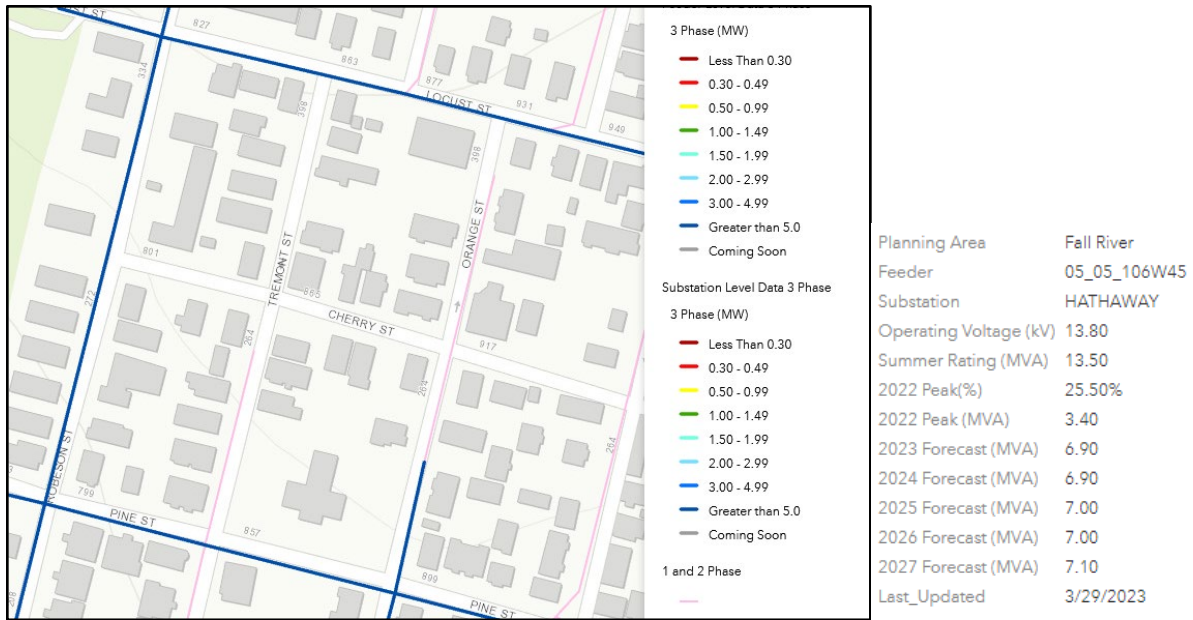 827
334
863
877
LOCUST ST
931
949
398
398
ORANGE ST
TREMONT ST
801
865
CHERRY ST
917
272
264
264
264
ROBESON ST
799
PINE ST
857
899
PINE ST
208
3 Phase (MW)
Less Than 0.30
0.30 - 0.49
0.50 - 0.99
1.00 - 1.49
1.50 - 1.99
2.00 - 2.99
3.00 - 4.99
Greater than 5.0
Coming Soon
Substation Level Data 3 Phase
3 Phase (MW)
Less Than 0.30
0.30 - 0.49
0.50 - 0.99
1.00 - 1.49
1.50 - 1.99
2.00 - 2.99
3.00 - 4.99
Greater than 5.0
Coming Soon
1 and 2 Phase
Planning Area Fall River
Feeder 05_05_106W45
Substation HATHAWAY
Operating Voltage (kV) 13.80
Summer Rating (MVA) 13.50
2022 Peak(%) 25.50%
2022 Peak (MVA) 3.40
2023 Forecast (MVA) 6.90
2024 Forecast (MVA) 6.90
2025 Forecast (MVA) 7.00
2026 Forecast (MVA) 7.00
2027 Forecast (MVA) 7.10
Last_Updated 3/29/2023